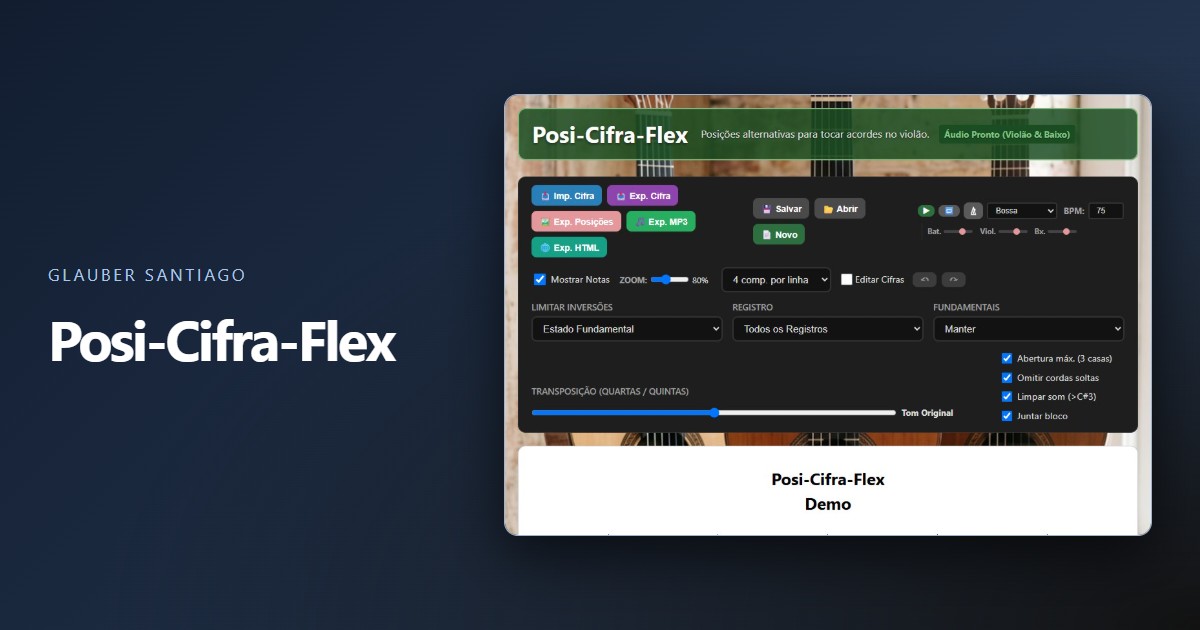 GLAUBER SANTIAGO
Posi-Cifra-Flex
Posi-Cifra-Flex Posições alternativas para tocar acordes no violão. Áudio Pronto (Violão & Baixo)
Imp. Cifra Exp. Cifra
Exp. Posições Exp. MP3
Exp. HTML
Salvar Abrir
Novo
Bossa BPM: 75
Bat. Viol. Bx.
Mostrar Notas ZOOM: 80% 4 comp. por linha Editar Cifras
LIMITAR INVERSÕES REGISTRO FUNDAMENTAIS
Estado Fundamental Todos os Registros Manter
TRANSPOSIÇÃO (QUARTAS / QUINTAS)
Tom Original
Abertura máx. (3 casas)
Omitir cordas soltas
Limpar som (>C#3)
Juntar bloco
Posi-Cifra-Flex
Demo